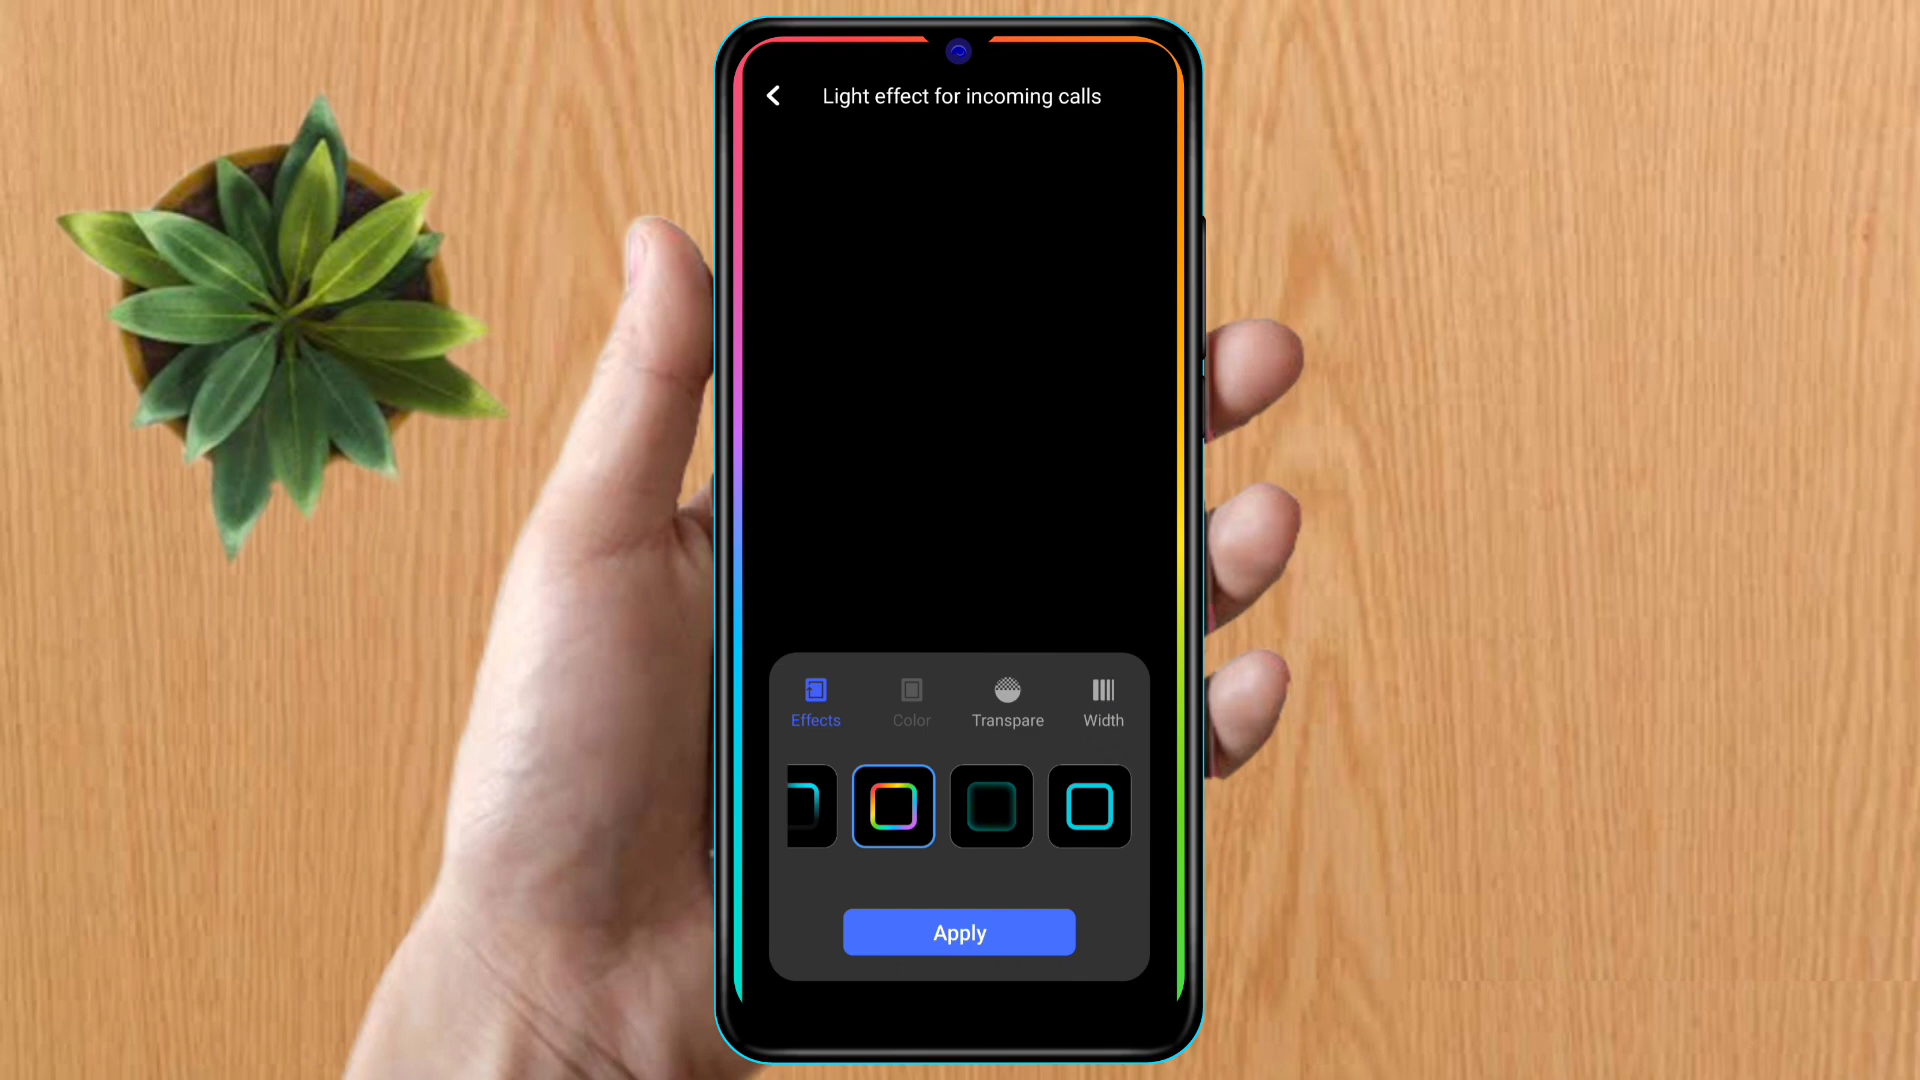 Light effect for incoming calls
Effects
Color
Transpare
Width
Apply